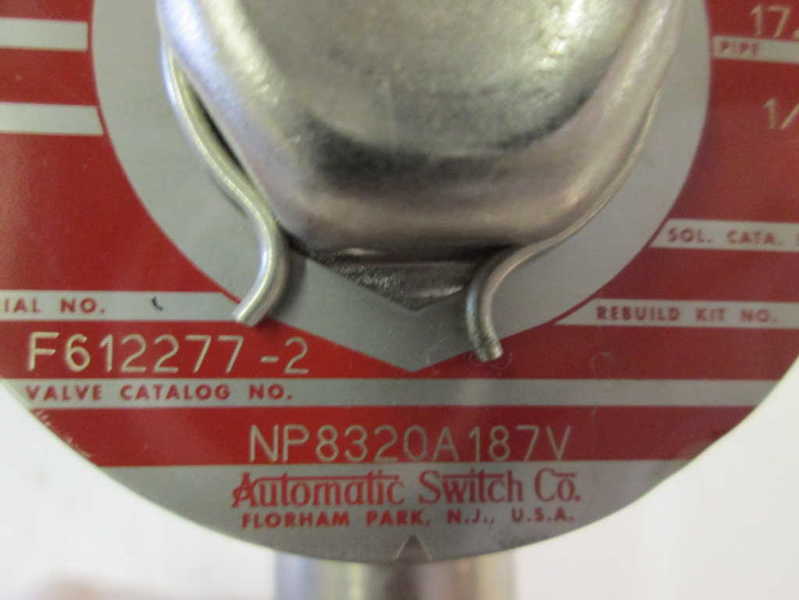 17.
PIPE
1/
SOL. CATA.
IAL NO.
REBUILD KIT NO.
F612277-2
VALVE CATALOG NO.
NP8320A187V
Automatic Switch Co.
FLORHAM PARK, N.J., U.S.A.